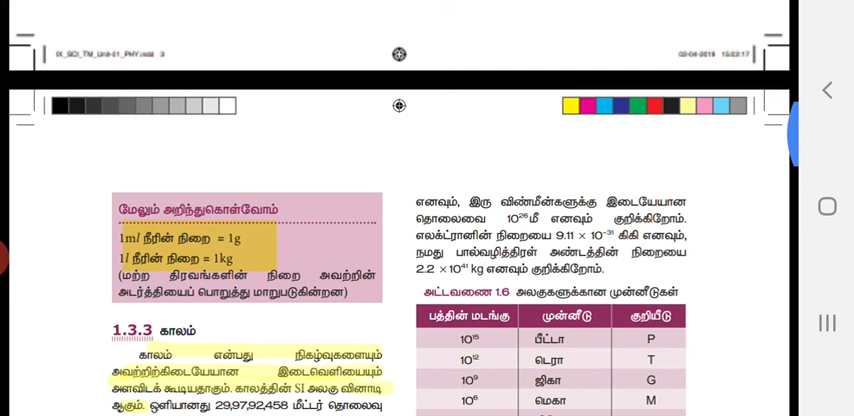 IX_SCI_TM_Unit-01_PHY.indd 3
02-04-2018 15:02:17
மேலும் அறிந்துகொள்வோம்
1ml நீரின் நிறை = 1g
1l நீரின் நிறை = 1kg
(மற்ற திரவங்களின் நிறை அவற்றின்
அடர்த்தியைப் பொறுத்து மாறுபடுகின்றன)
1.3.3 காலம்
காலம் என்பது நிகழ்வுகளையும்
அவற்றிற்கிடையேயான இடைவெளியையும்
அளவிடக் கூடியதாகும். காலத்தின் SI அலகு வினாடி
ஆகும். ஒளியானது 29,97,92,458 மீட்டர் தொலைவு
எனவும், இரு விண்மீன்களுக்கு இடையேயான
தொலைவை 10²⁶மீ எனவும் குறிக்கிறோம்.
எலக்ட்ரானின் நிறையை 9.11 × 10⁻³¹ கிகி எனவும்,
நமது பால்வழித்திரள் அண்டத்தின் நிறையை
2.2 × 10⁴¹ kg எனவும் குறிக்கிறோம்.
அட்டவணை 1.6 அலகுகளுக்கான முன்னீடுகள்
பத்தின் மடங்கு முன்னீடு குறியீடு
10¹⁵ பீட்டா P
10¹² டெரா T
10⁹ ஜிகா G
10⁶ மெகா M